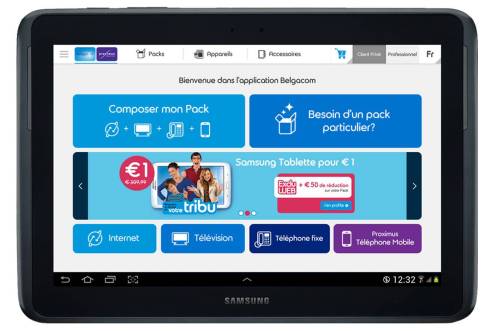 Packs
Appareils
Accessoires
Client Privé
Professionnel
Fr
Bienvenue dans l'application Belgacom
Composer mon Pack
+ + +
Besoin d'un pack
particulier?
€1
€ 309,99
votre tribu
Samsung Tablette pour € 1
Exclu
WEB
+ € 50 de réduction
sur votre Pack
J'en profite
Internet
Télévision
Téléphone fixe
Proximus
Téléphone Mobile
12:32
SAMSUNG